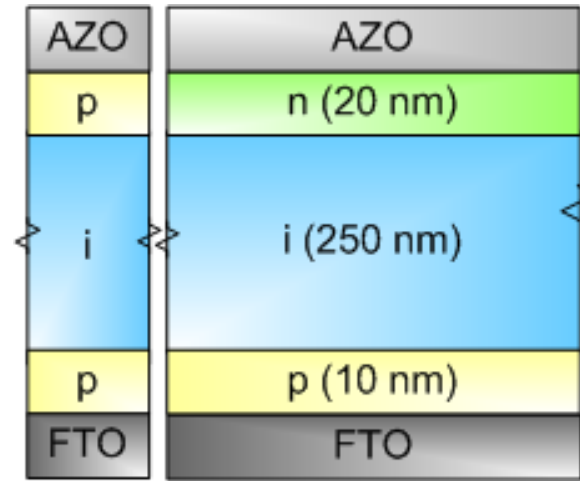 AZO
p
i
p
FTO
AZO
n (20 nm)
i (250 nm)
p (10 nm)
FTO